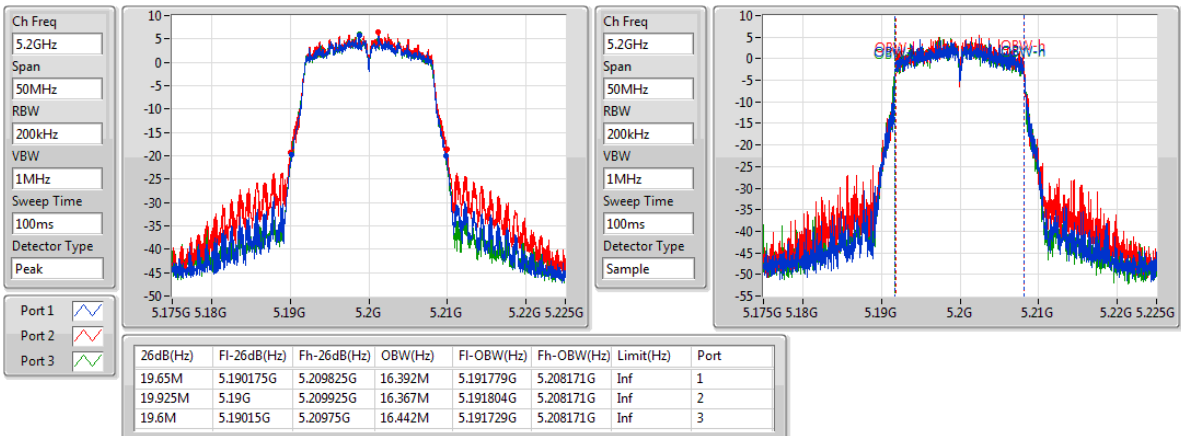 Ch Freq
5.2GHz
Span
50MHz
RBW
200kHz
VBW
1MHz
Sweep Time
100ms
Detector Type
Peak
Port 1
Port 2
Port 3
10
5
0
-5
-10
-15
-20
-25
-30
-35
-40
-45
-50
5.175G 5.18G 5.19G 5.2G 5.21G 5.22G 5.225G
Ch Freq
5.2GHz
Span
50MHz
RBW
200kHz
VBW
1MHz
Sweep Time
100ms
Detector Type
Sample
10
5
0
-5
-10
-15
-20
-25
-30
-35
-40
-45
-50
-55
OBW-h
5.175G 5.18G 5.19G 5.2G 5.21G 5.22G 5.225G
26dB(Hz) Fl-26dB(Hz) Fh-26dB(Hz) OBW(Hz) Fl-OBW(Hz) Fh-OBW(Hz) Limit(Hz) Port
19.65M 5.190175G 5.209825G 16.392M 5.191779G 5.208171G Inf 1
19.925M 5.19G 5.209925G 16.367M 5.191804G 5.208171G Inf 2
19.6M 5.19015G 5.20975G 16.442M 5.191729G 5.208171G Inf 3